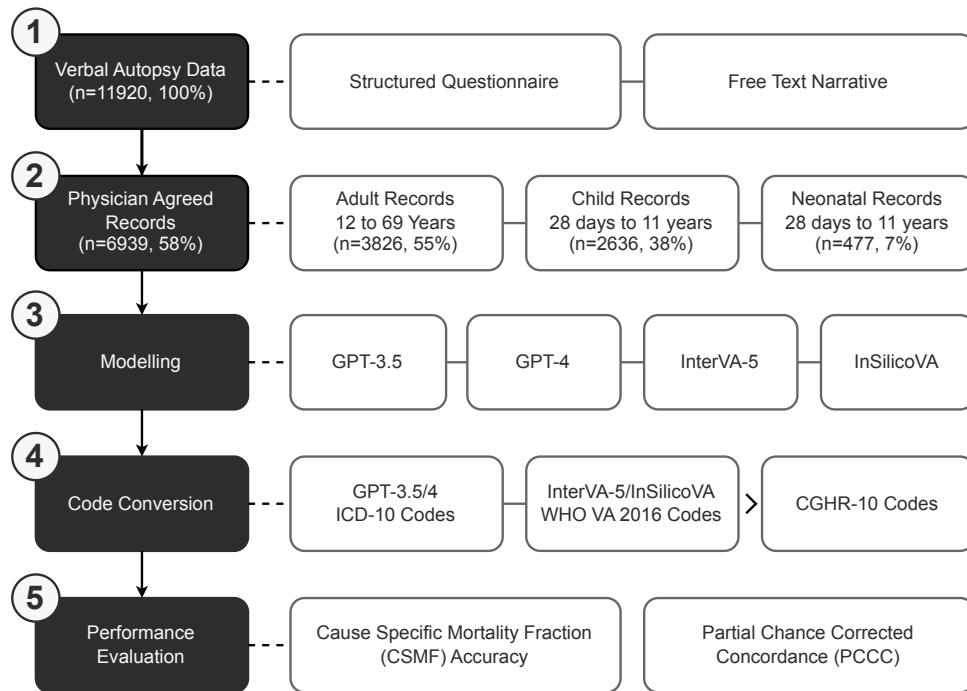 1
Verbal Autopsy Data
(n=11920, 100%)
Structured Questionnaire
Free Text Narrative
2
Physician Agreed
Records
(n=6939, 58%)
Adult Records
12 to 69 Years
(n=3826, 55%)
Child Records
28 days to 11 years
(n=2636, 38%)
Neonatal Records
28 days to 11 years
(n=477, 7%)
3
Modelling
GPT-3.5
GPT-4
InterVA-5
InSilicoVA
4
Code Conversion
GPT-3.5/4
ICD-10 Codes
InterVA-5/InSilicoVA
WHO VA 2016 Codes
CGHR-10 Codes
5
Performance
Evaluation
Cause Specific Mortality Fraction
(CSMF) Accuracy
Partial Chance Corrected
Concordance (PCCC)